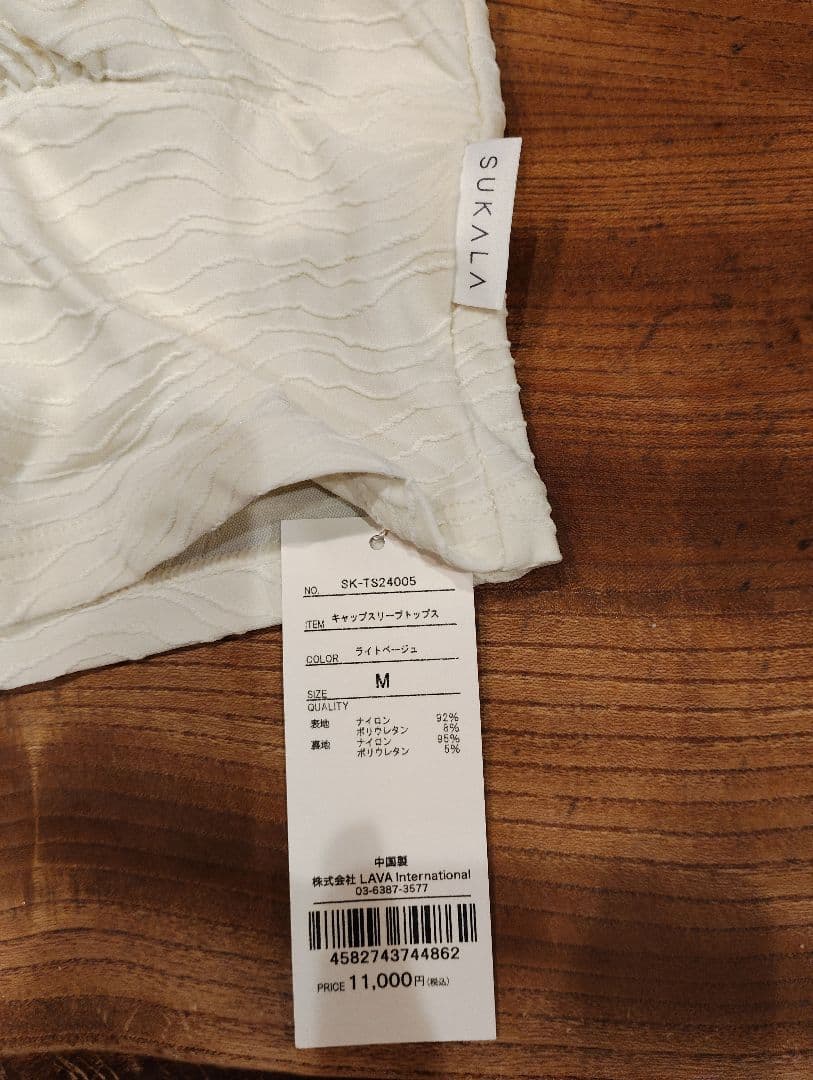 SUKALA
NO. SK-TS24005
ITEM キャップスリーブトップス
COLOR ライトベージュ
SIZE M
QUALITY
表地 ナイロン 92%
ポリウレタン 8%
裏地 ナイロン 95%
ポリウレタン 5%
中国製
株式会社 LAVA International
03-6387-3577
4582743744862
PRICE 11,000円(税込)